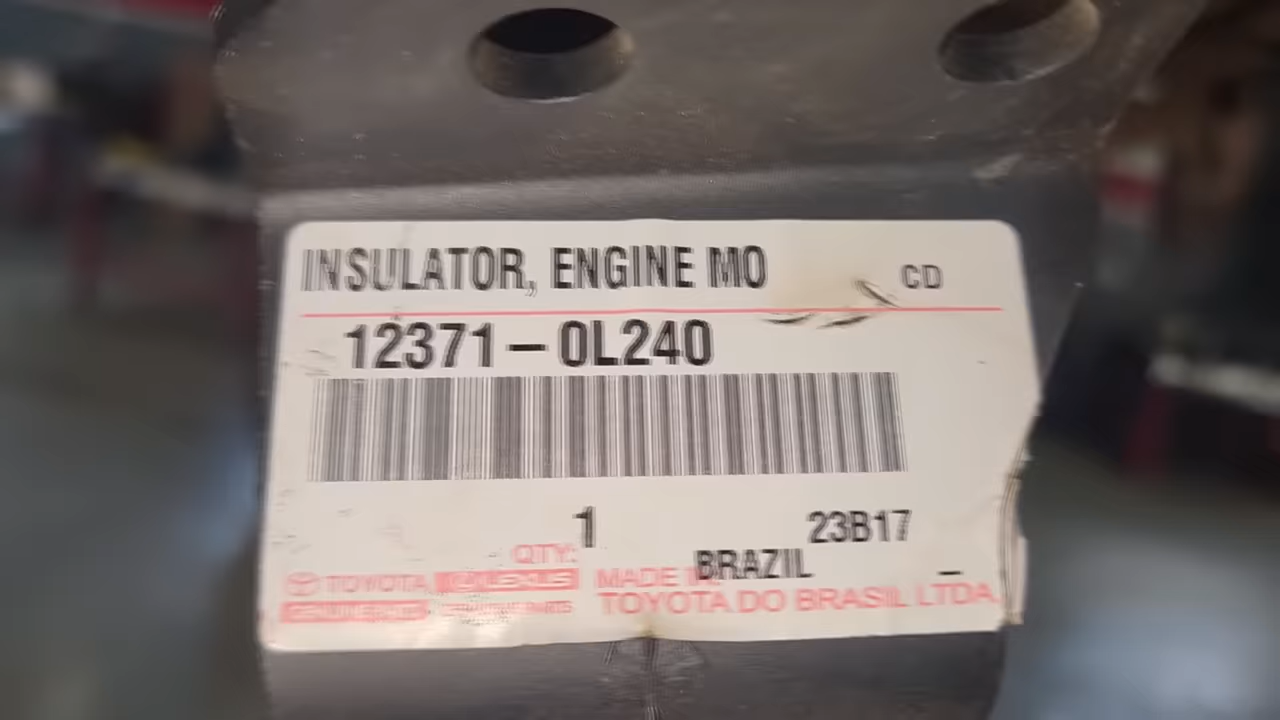 INSULATOR, ENGINE MO CD
12371-0L240
1 23B17
QTY:
BRAZIL
TOYOTA LEXUS MADE IN
TOYOTA DO BRASIL LTDA